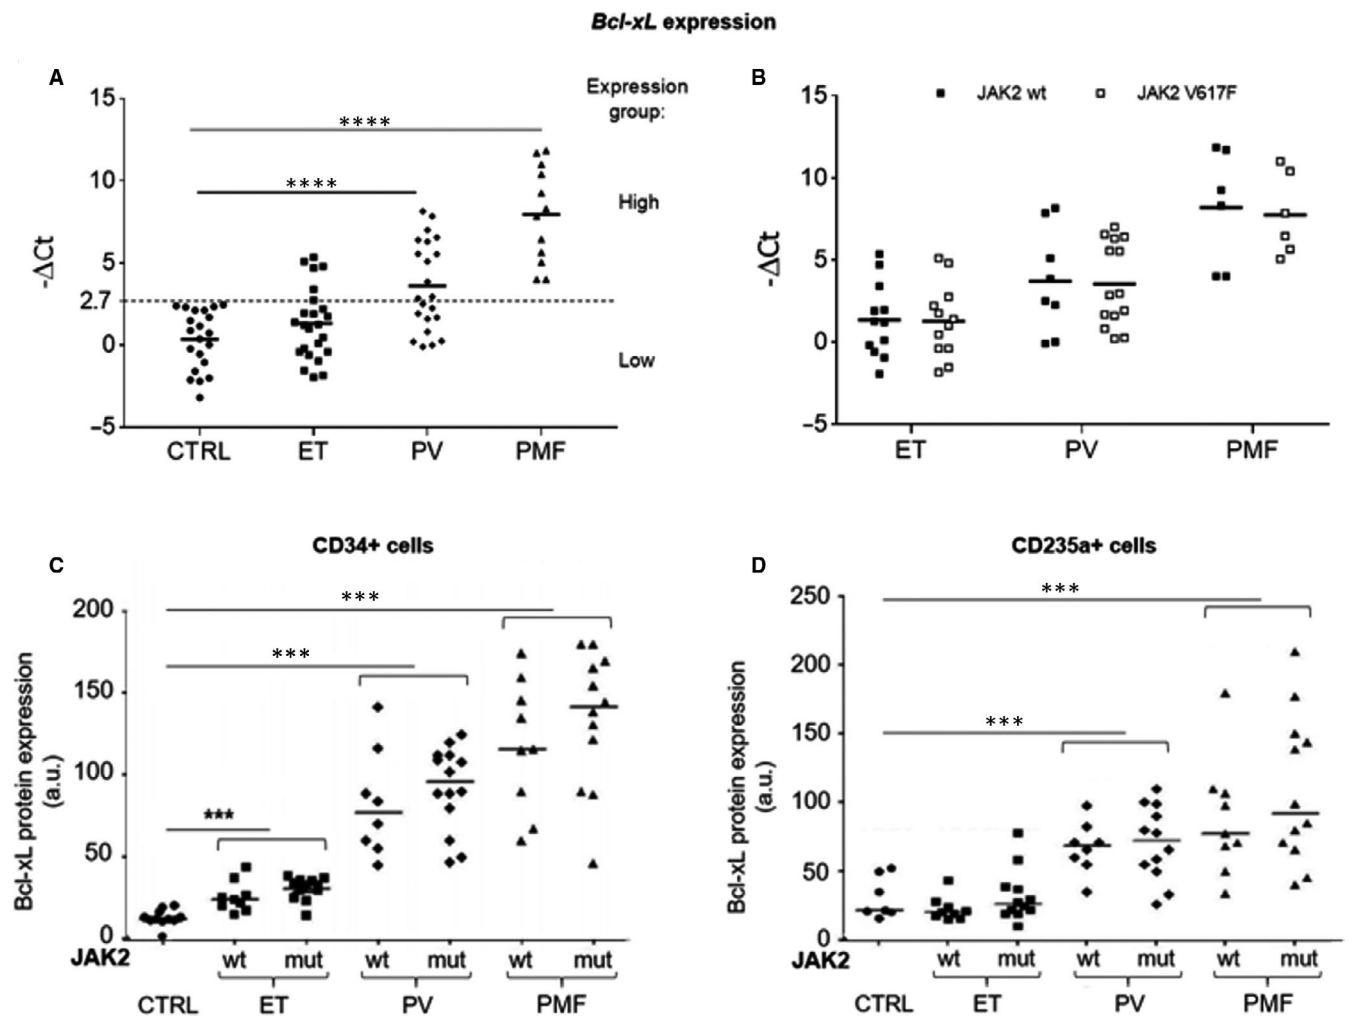 Bcl-xL expression
A
Expression
group:
15
10
5
2.7
0
−5
-ΔCt
****
****
High
Low
CTRL ET PV PMF
B
JAK2 wt JAK2 V617F
15
10
5
0
−5
-ΔCt
ET PV PMF
CD34+ cells
C
200
150
100
50
0
Bcl-xL protein expression
(a.u.)
***
***
***
JAK2 wt mut wt mut wt mut
CTRL ET PV PMF
CD235a+ cells
D
250
200
150
100
50
0
Bcl-xL protein expression
(a.u.)
***
***
JAK2 wt mut wt mut wt mut
CTRL ET PV PMF